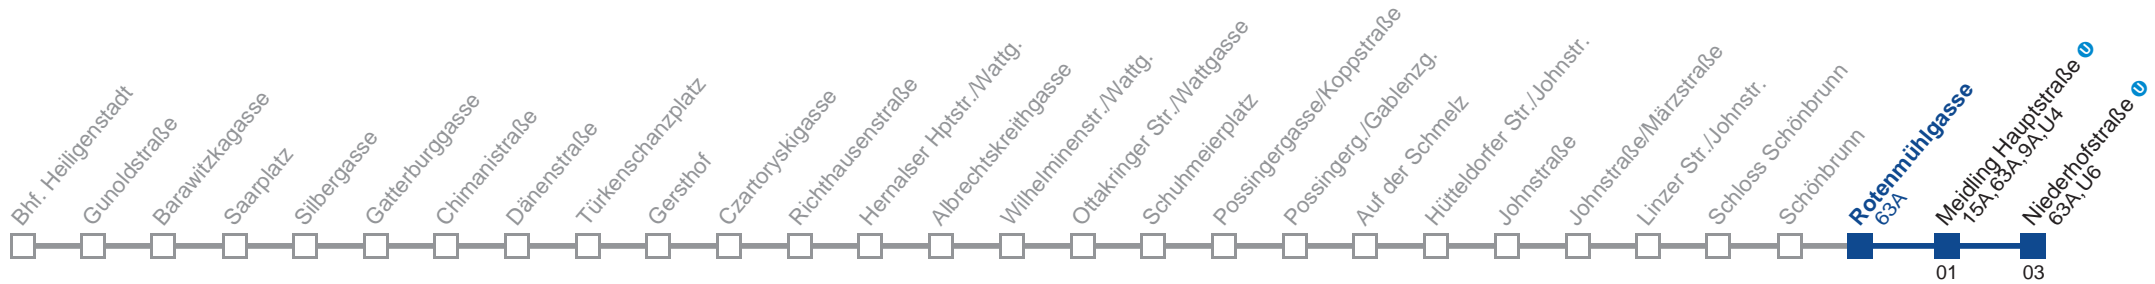 Bhf. Heiligenstadt
Gunoldstraße
Barawitzkagasse
Saarplatz
Silbergasse
Gatterburggasse
Chimanistraße
Dänenstraße
Türkenschanzplatz
Gersthof
Czartoryskigasse
Richthausenstraße
Hernalser Hptstr./Wattg.
Albrechtskreithgasse
Wilhelminenstr./Wattg.
Ottakringer Str./Wattgasse
Schuhmeierplatz
Possingergasse/Koppstraße
Possingerg./Gablenzg.
Auf der Schmelz
Hütteldorfer Str./Johnstr.
Johnstraße
Johnstraße/Märzstraße
Linzer Str./Johnstr.
Schloss Schönbrunn
Schönbrunn
Rotenmühlgasse
63A
Meidling Hauptstraße U
15A,63A,9A,U4
Niederhofstraße U
63A,U6
01
03